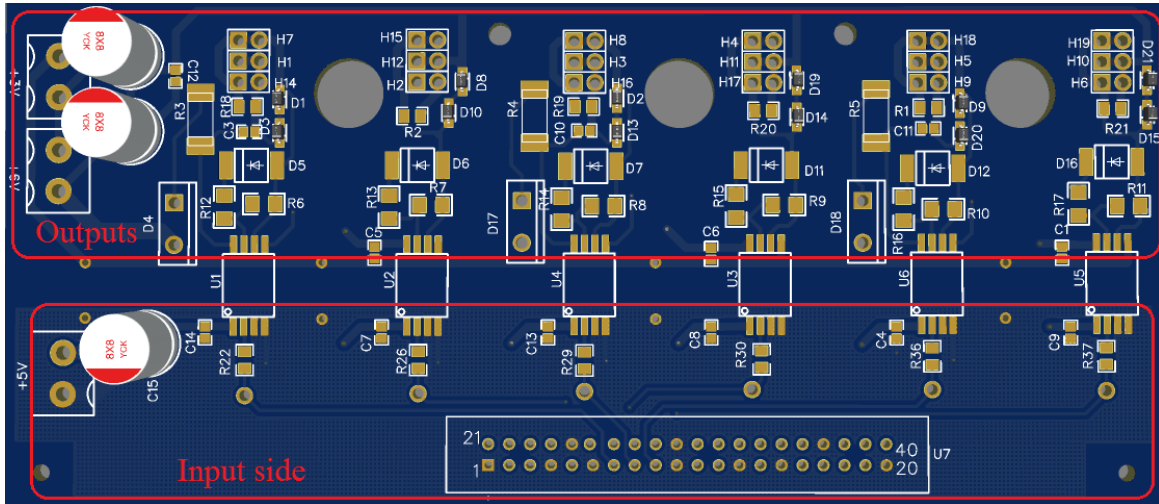 H7
H1
H14
H15
H12
H2
H8
H3
H16
H4
H11
H17
H18
H5
H9
H19
H10
H6
D21
8X8
YCK
8X8
YCK
C12
R3
R18
D1
C3
D3
D8
D10
R2
R4
R19
D2
C10
D13
D19
D14
R20
R5
R1
D9
C11
D20
R21
D15
D5
D6
D7
D11
D12
D16
R12
R6
R13
R7
R14
R8
R15
R9
R16
R10
R17
R11
D4
D17
D18
Outputs
C5
C6
C1
U1
U2
U4
U3
U6
U5
+5V
8X8
YCK
C15
C14
R22
C7
R26
C13
R29
C8
R30
C4
R36
C9
R37
21
40
U7
1
20
Input side